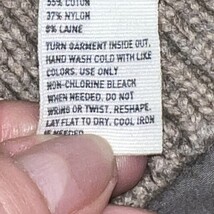 55% COTON
37% NYLON
8% LAINE
TURN GARMENT INSIDE OUT,
HAND WASH COLD WITH LIKE
COLORS. USE ONLY
NON-CHLORINE BLEACH
WHEN NEEDED. DO NOT
WRING OR TWIST. RESHAPE.
LAY FLAT TO DRY. COOL IRON
IF NEEDED.